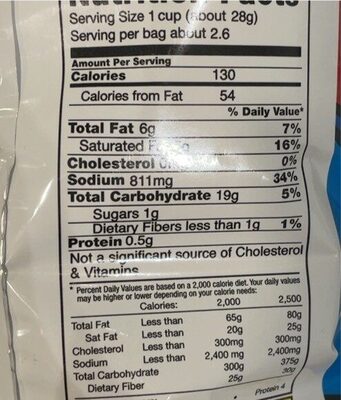 Nutrition Facts
Serving Size 1 cup (about 28g)
Serving per bag about 2.6
Amount Per Serving
Calories 130
Calories from Fat 54
% Daily Value*
Total Fat 6g 7%
Saturated 16%
Cholesterol 0%
Sodium 811mg 34%
Total Carbohydrate 19g 5%
Sugars 1g
Dietary Fibers less than 1g 1%
Protein 0.5g
Not a significant source of Cholesterol
& Vitamins
* Percent Daily Values are based on a 2,000 calorie diet. Your daily values
may be higher or lower depending on your calorie needs:
Calories: 2,000 2,500
Total Fat Less than 65g 80g
Sat Fat Less than 20g 25g
Cholesterol Less than 300mg 300mg
Sodium Less than 2,400 mg 2,400mg
Total Carbohydrate 300g 375g
Dietary Fiber 25g 30g
Protein 4